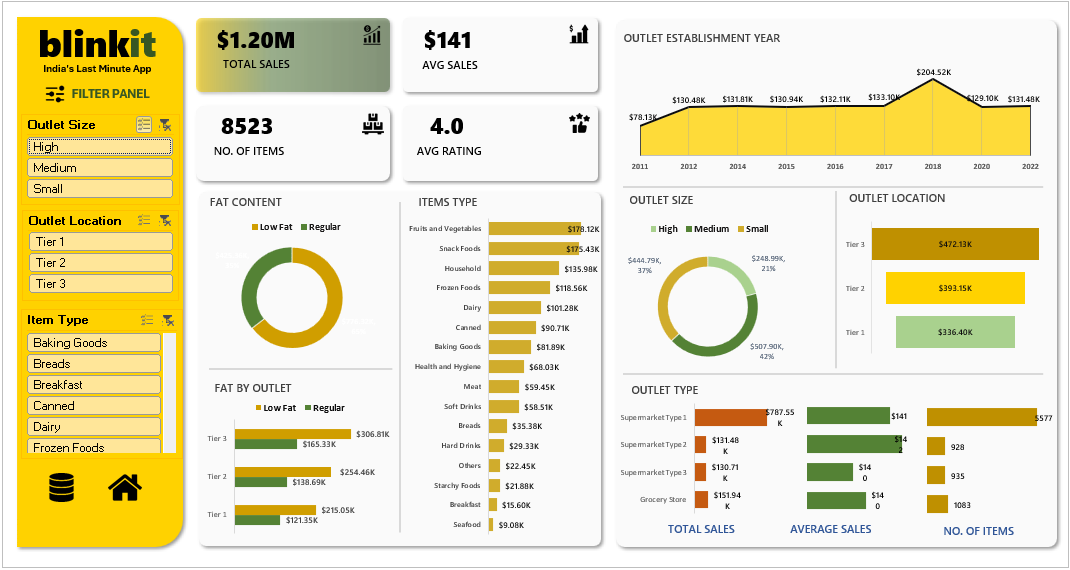 blinkit
India's Last Minute App
FILTER PANEL
Outlet Size
High
Medium
Small
Outlet Location
Tier 1
Tier 2
Tier 3
Item Type
Baking Goods
Breads
Breakfast
Canned
Dairy
Frozen Foods
$1.20M
TOTAL SALES
$141
AVG SALES
8523
NO. OF ITEMS
4.0
AVG RATING
FAT CONTENT
Low Fat Regular
FAT BY OUTLET
Low Fat Regular
Tier 3 $306.81K
$165.33K
Tier 2 $254.46K
$138.69K
Tier 1 $215.05K
$121.35K
ITEMS TYPE
Fruits and Vegetables $178.12K
Snack Foods $175.43K
Household $135.98K
Frozen Foods $118.56K
Dairy $101.28K
Canned $90.71K
Baking Goods $81.89K
Health and Hygiene $68.03K
Meat $59.45K
Soft Drinks $58.51K
Breads $35.38K
Hard Drinks $29.33K
Others $22.45K
Starchy Foods $21.88K
Breakfast $15.60K
Seafood $9.08K
OUTLET ESTABLISHMENT YEAR
$78.13K $130.48K $131.81K $130.94K $132.11K $133.10K $204.52K $129.10K $131.48K
2011 2012 2014 2015 2016 2017 2018 2020 2022
OUTLET SIZE
High Medium Small
$444.79K,
37%
$248.99K,
21%
$507.90K,
42%
OUTLET LOCATION
Tier 3 $472.13K
Tier 2 $393.15K
Tier 1 $336.40K
OUTLET TYPE
Supermarket Type 1 $787.55
K $141 5577
Supermarket Type 2 $131.48
K $14
2 928
Supermarket Type 3 $130.71
K $14
0 935
Grocery Store $151.94
K $14
0 1083
TOTAL SALES AVERAGE SALES NO. OF ITEMS